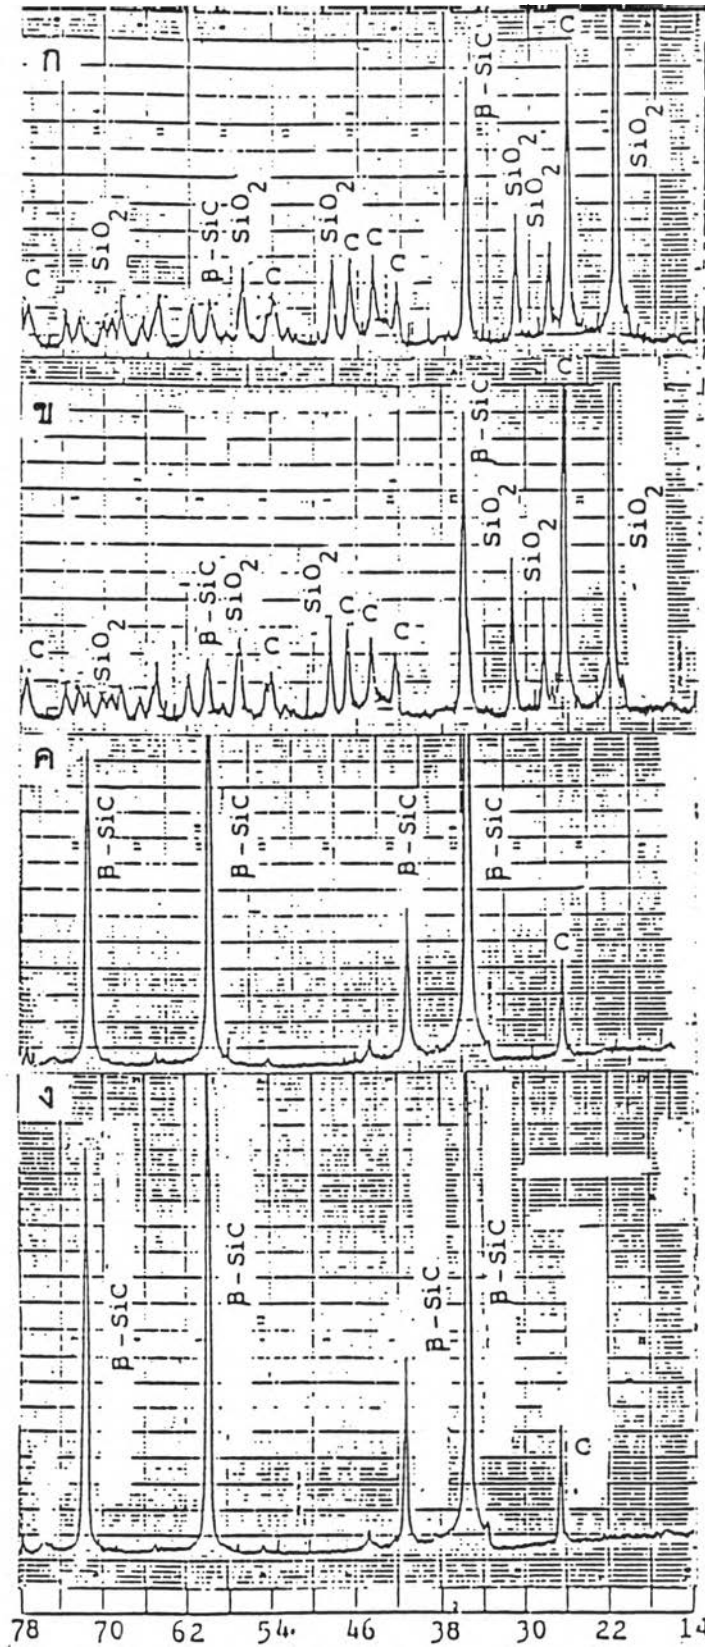 ก
C
SiO₂
β-SiC
SiO₂
C
SiO₂
C
C
C
β-SiC
SiO₂
SiO₂
C
SiO₂
ข
C
SiO₂
β-SiC
SiO₂
C
SiO₂
C
C
C
β-SiC
SiO₂
SiO₂
C
SiO₂
ค
β-SiC
β-SiC
β-SiC
β-SiC
C
ง
β-SiC
β-SiC
β-SiC
β-SiC
C
78 70 62 54 46 38 30 22 14